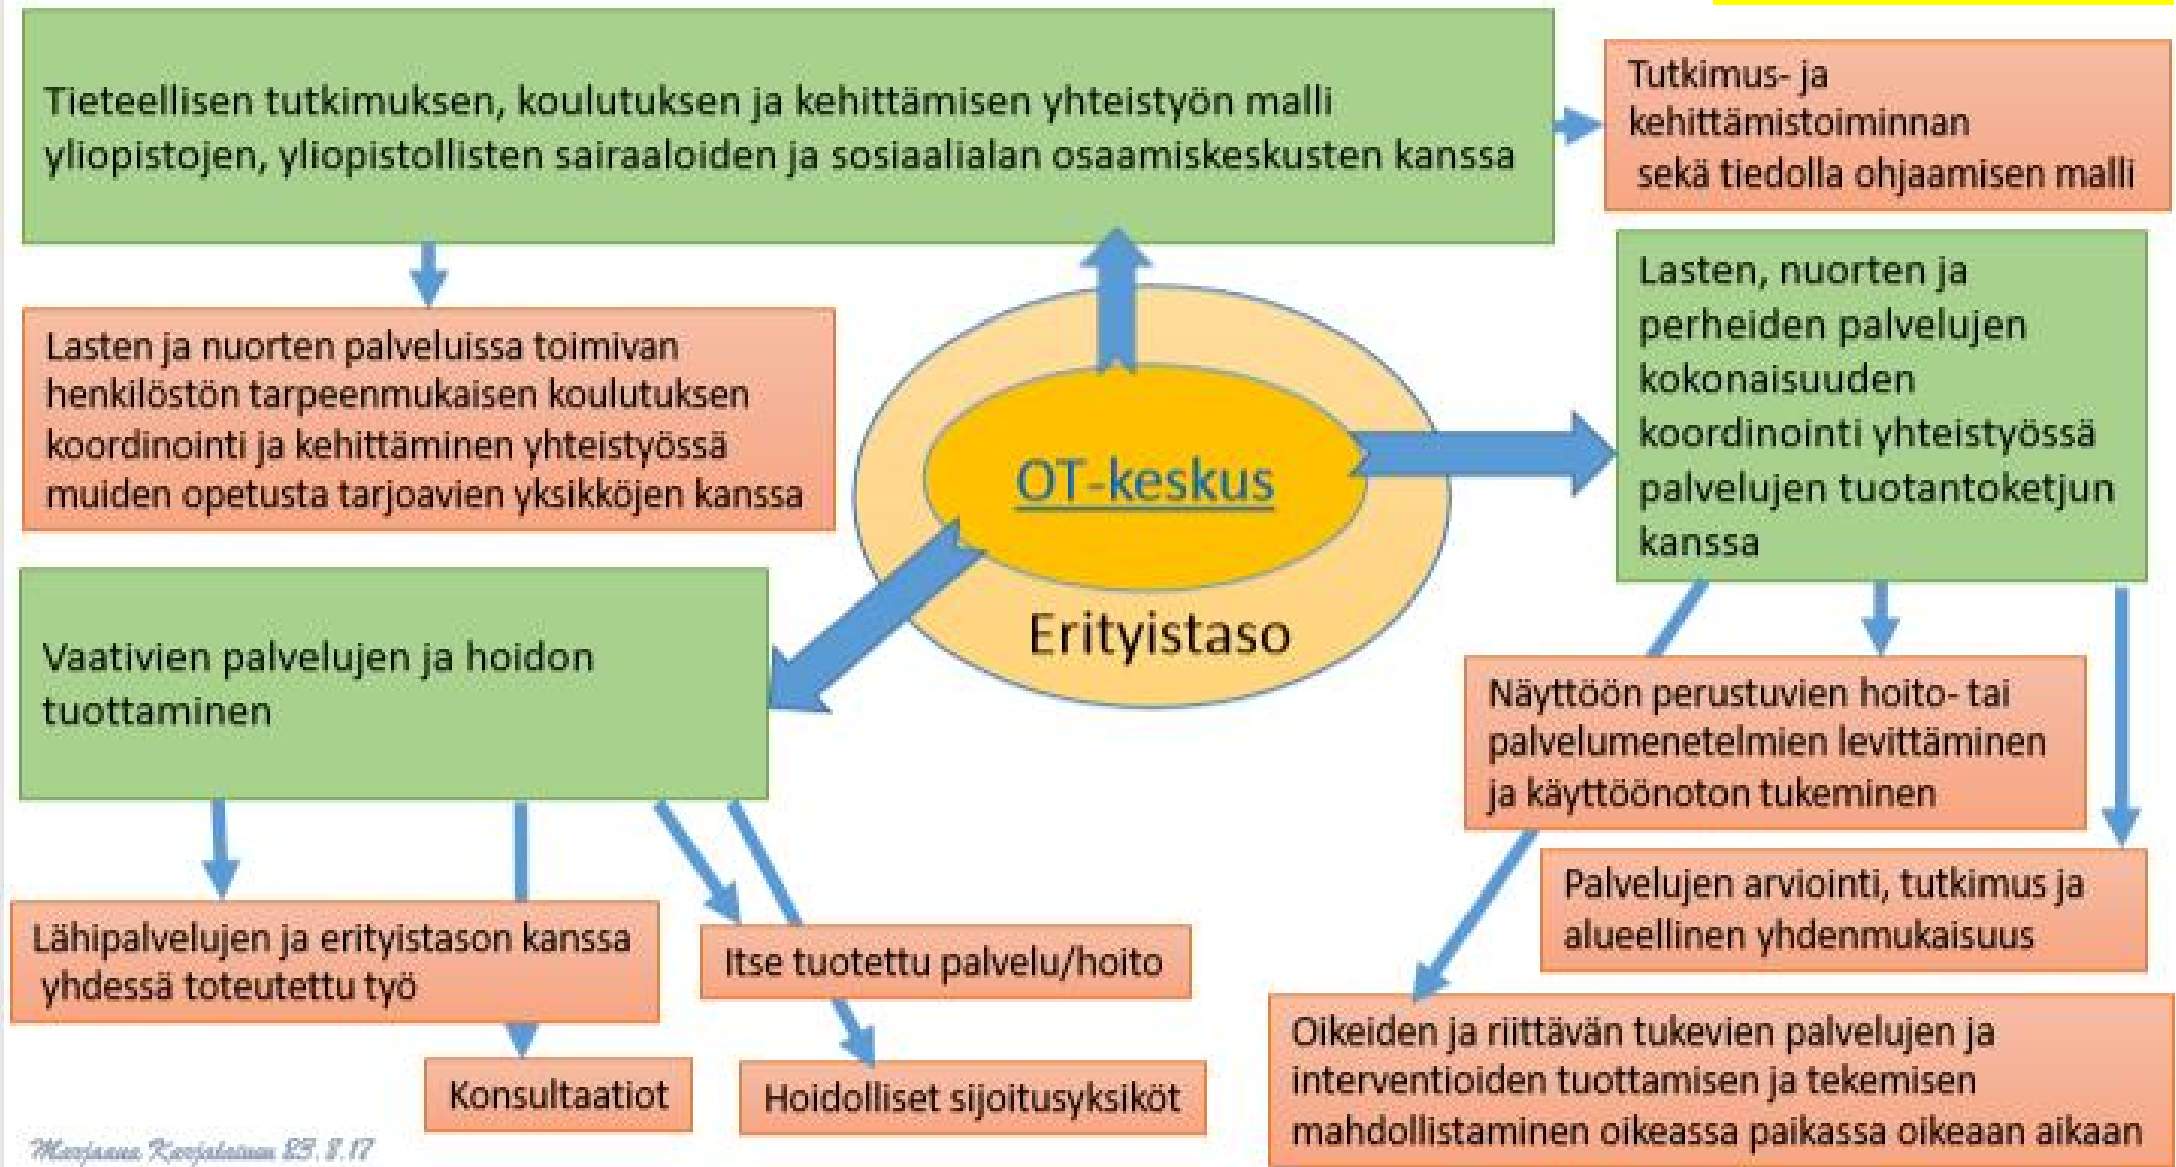 Tieteellisen tutkimuksen, koulutuksen ja kehittämisen yhteistyön malli
yliopistojen, yliopistollisten sairaaloiden ja sosiaalialan osaamiskeskusten kanssa
Tutkimus- ja
kehittämistoiminnan
sekä tiedolla ohjaamisen malli
Lasten ja nuorten palveluissa toimivan
henkilöstön tarpeenmukaisen koulutuksen
koordinointi ja kehittäminen yhteistyössä
muiden opetusta tarjoavien yksikköjen kanssa
OT-keskus
Erityistaso
Lasten, nuorten ja
perheiden palvelujen
kokonaisuuden
koordinointi yhteistyössä
palvelujen tuotantoketjun
kanssa
Vaativien palvelujen ja hoidon
tuottaminen
Näyttöön perustuvien hoito- tai
palvelumenetelmien levittäminen
ja käyttöönoton tukeminen
Palvelujen arviointi, tutkimus ja
alueellinen yhdenmukaisuus
Lähipalvelujen ja erityistason kanssa
yhdessä toteutettu työ
Itse tuotettu palvelu/hoito
Konsultaatiot
Hoidolliset sijoitusyksiköt
Oikeiden ja riittävän tukevien palvelujen ja
interventioiden tuottamisen ja tekemisen
mahdollistaminen oikeassa paikassa oikeaan aikaan
Marjaana Karjalainen 23.8.17